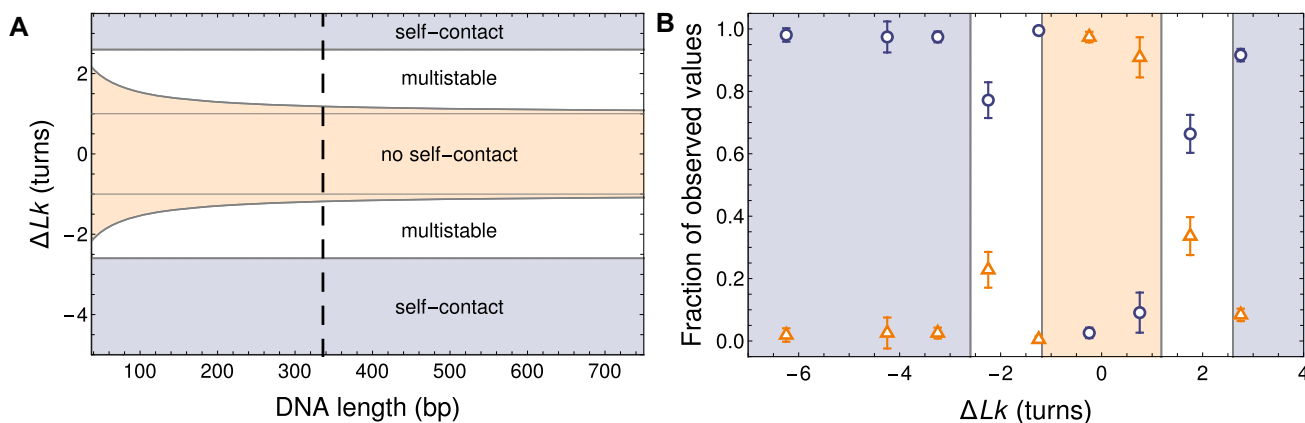 A
self−contact
multistable
no self−contact
multistable
self−contact
2
0
−2
−4
ΔLk (turns)
100 200 300 400 500 600 700
DNA length (bp)
B
1.0
0.8
0.6
0.4
0.2
0.0
Fraction of observed values
−6 −4 −2 0 2 4
ΔLk (turns)